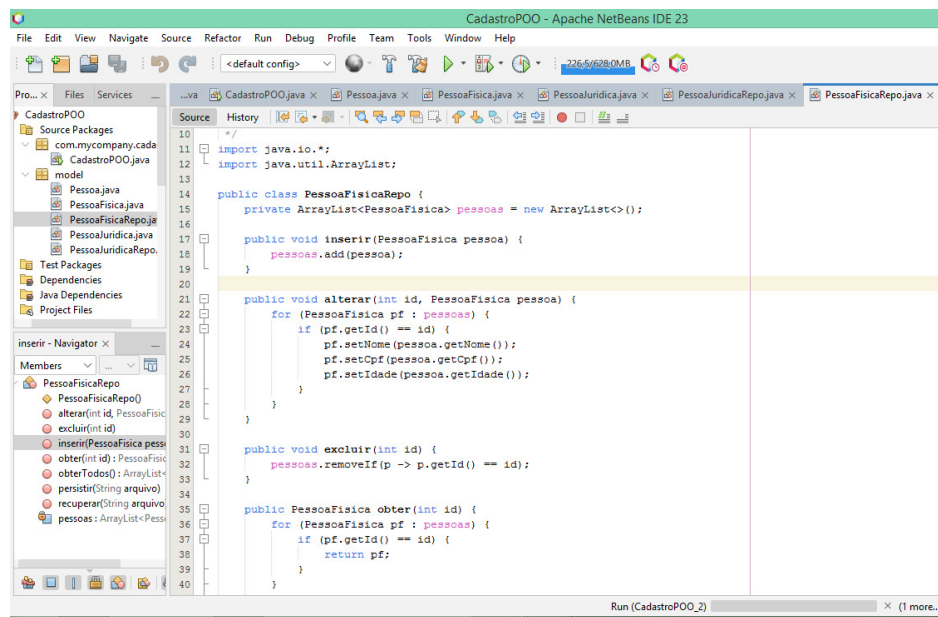 CadastroPOO - Apache NetBeans IDE 23
File Edit View Navigate Source Refactor Run Debug Profile Team Tools Window Help
<default config> 226,5/628,0MB
Pro... × Files Services
...va CadastroPOO.java × Pessoa.java × PessoaFisica.java × PessoaJuridica.java × PessoaJuridicaRepo.java × PessoaFisicaRepo.java ×
CadastroPOO
Source Packages
com.mycompany.cada
CadastroPOO.java
model
Pessoa.java
PessoaFisica.java
PessoaFisicaRepo.ja
PessoaJuridica.java
PessoaJuridicaRepo.
Test Packages
Dependencies
Java Dependencies
Project Files
inserir - Navigator ×
Members ...
PessoaFisicaRepo
PessoaFisicaRepo()
alterar(int id, PessoaFisic
excluir(int id)
inserir(PessoaFisica pess
obter(int id) : PessoaFisic
obterTodos() : ArrayList<
persistir(String arquivo)
recuperar(String arquivo
pessoas : ArrayList<Pess
Source History
10 */
11 import java.io.*;
12 import java.util.ArrayList;
13
14 public class PessoaFisicaRepo {
15 private ArrayList<PessoaFisica> pessoas = new ArrayList<>();
16
17 public void inserir(PessoaFisica pessoa) {
18 pessoas.add(pessoa);
19 }
20
21 public void alterar(int id, PessoaFisica pessoa) {
22 for (PessoaFisica pf : pessoas) {
23 if (pf.getId() == id) {
24 pf.setNome(pessoa.getNome());
25 pf.setCpf(pessoa.getCpf());
26 pf.setIdade(pessoa.getIdade());
27 }
28 }
29 }
30
31 public void excluir(int id) {
32 pessoas.removeIf(p -> p.getId() == id);
33 }
34
35 public PessoaFisica obter(int id) {
36 for (PessoaFisica pf : pessoas) {
37 if (pf.getId() == id) {
38 return pf;
39 }
40 }
Run (CadastroPOO_2) × (1 more..